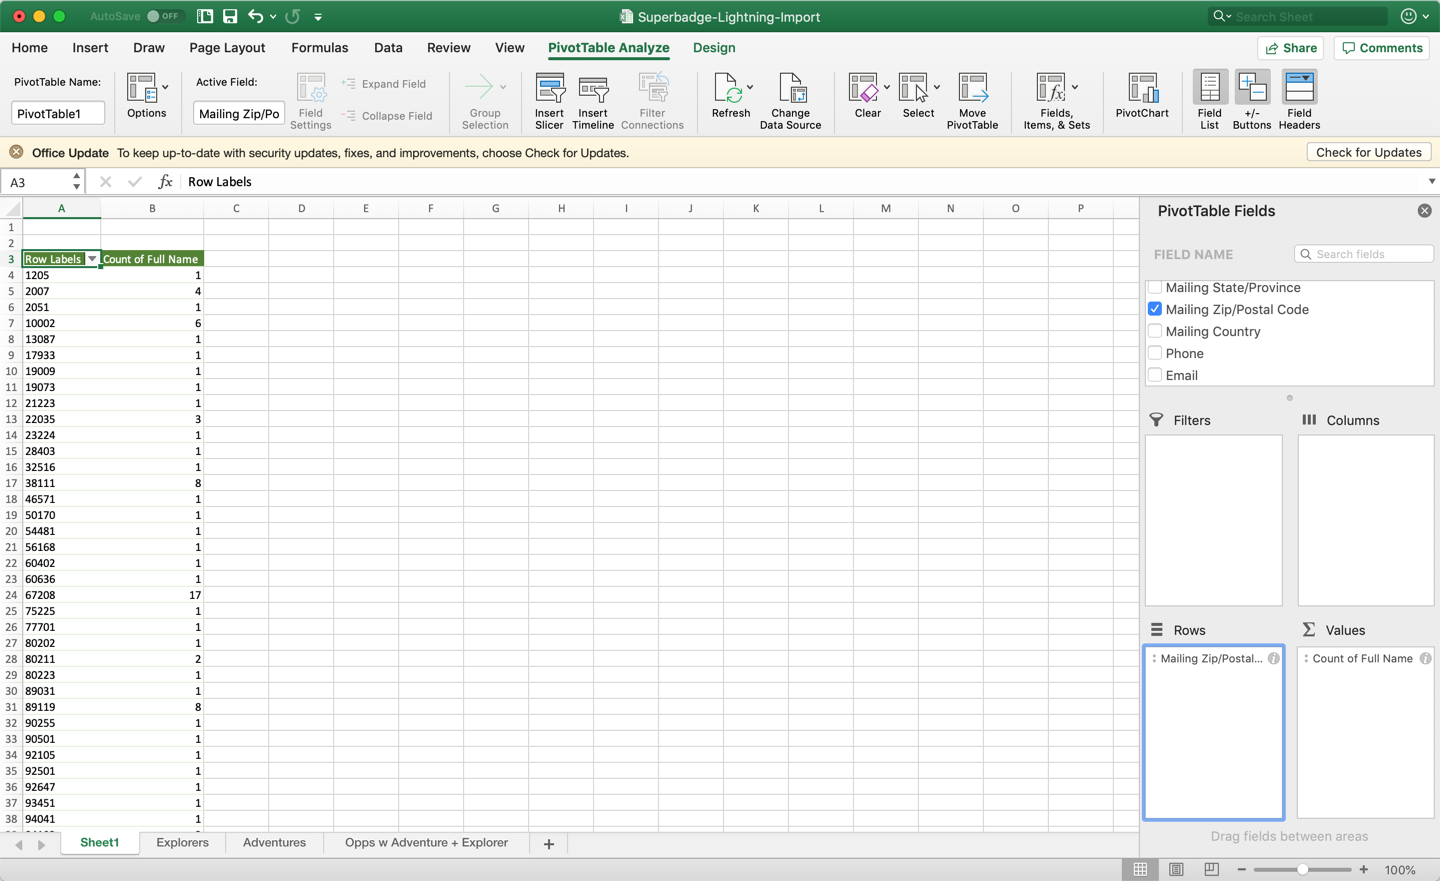 AutoSave OFF
Superbadge-Lightning-Import
Search Sheet
Home Insert Draw Page Layout Formulas Data Review View PivotTable Analyze Design Share Comments
PivotTable Name:
PivotTable1
Options
Active Field:
Mailing Zip/Po
Field
Settings
Expand Field
Collapse Field
Group
Selection
Insert
Slicer
Insert
Timeline
Filter
Connections
Refresh
Change
Data Source
Clear
Select
Move
PivotTable
Fields,
Items, & Sets
PivotChart
Field
List
+/-
Buttons
Field
Headers
Office Update To keep up-to-date with security updates, fixes, and improvements, choose Check for Updates. Check for Updates
A3 fx Row Labels
A B C D E F G H I J K L M N O P
1
2
3 Row Labels Count of Full Name
4 1205 1
5 2007 4
6 2051 1
7 10002 6
8 13087 1
9 17933 1
10 19009 1
11 19073 1
12 21223 1
13 22035 3
14 23224 1
15 28403 1
16 32516 1
17 38111 8
18 46571 1
19 50170 1
20 54481 1
21 56168 1
22 60402 1
23 60636 1
24 67208 17
25 75225 1
26 77701 1
27 80202 1
28 80211 2
29 80223 1
30 89031 1
31 89119 8
32 90255 1
33 90501 1
34 92105 1
35 92501 1
36 92647 1
37 93451 1
38 94041 1
PivotTable Fields
FIELD NAME Search fields
Mailing State/Province
Mailing Zip/Postal Code
Mailing Country
Phone
Email
Filters Columns
Rows Values
Mailing Zip/Postal... Count of Full Name
Drag fields between areas
Sheet1 Explorers Adventures Opps w Adventure + Explorer +
− + 100%